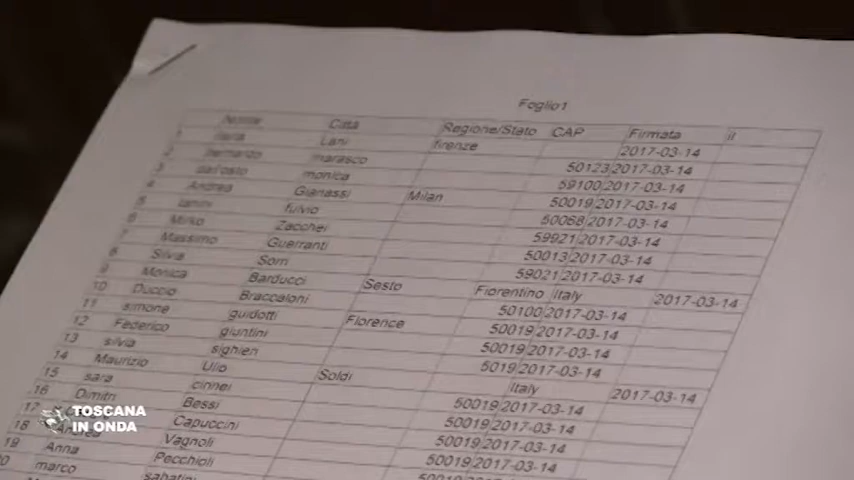 Foglio1
Nome Città Regione/Stato CAP Firmata il
1 ilaria Lani firenze 2017-03-14
2 bernardo marasco 50123 2017-03-14
3 monica 59100 2017-03-14
4 Andrea Gianassi Milan 50019 2017-03-14
5 fulvio 50068 2017-03-14
6 Mirko Zacchei 59921 2017-03-14
7 Massimo Guerranti 50013 2017-03-14
8 Silvia Sorri 59021 2017-03-14
9 Monica Barducci Sesto Fiorentino Italy 2017-03-14
10 Duccio Braccaloni 50100 2017-03-14
11 simone guidotti Florence 50019 2017-03-14
12 Federico giuntini 50019 2017-03-14
13 silvia sighieri 5019 2017-03-14
14 Maurizio Ulio Soldi Italy 2017-03-14
15 sara cinnei 50019 2017-03-14
16 Dimitri Bessi 50019 2017-03-14
17 Capuccini 50019 2017-03-14
18 Andrea Vagnoli 50019 2017-03-14
19 Anna Pecchioli
marco sabatini
TOSCANA
IN ONDA